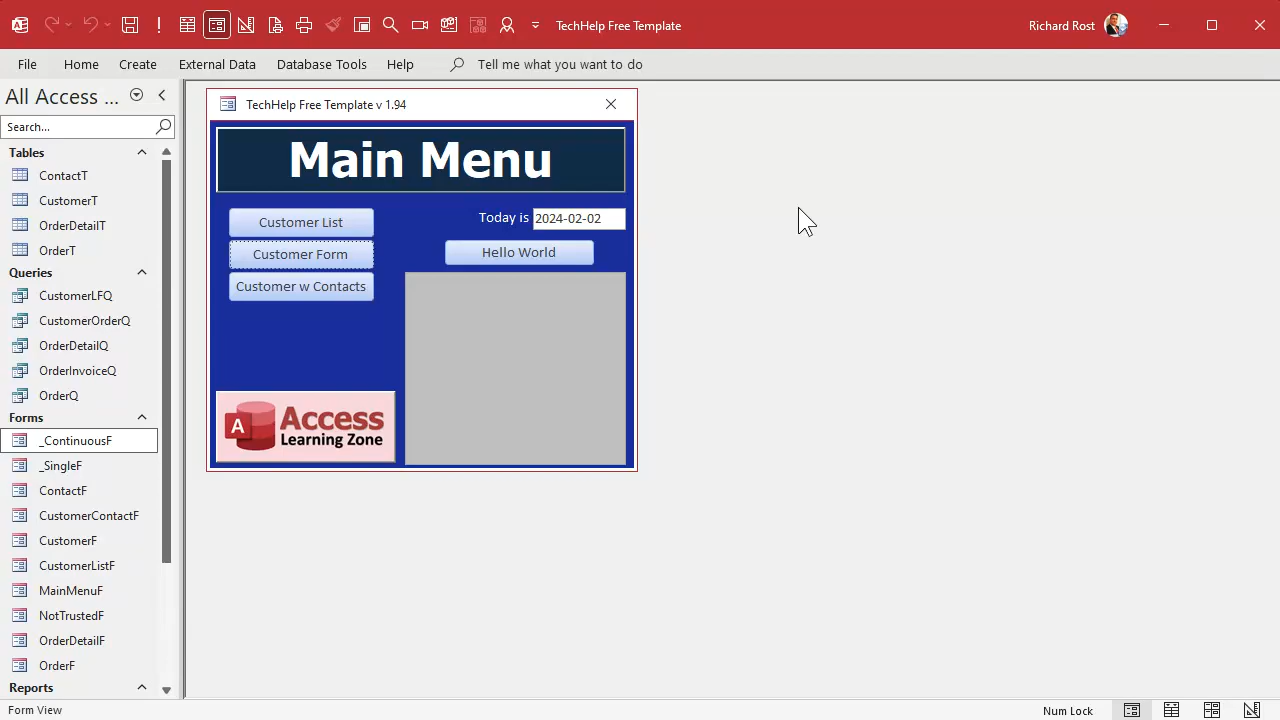 TechHelp Free Template
Richard Rost
File Home Create External Data Database Tools Help Tell me what you want to do
All Access ...
Search...
Tables
ContactT
CustomerT
OrderDetailT
OrderT
Queries
CustomerLFQ
CustomerOrderQ
OrderDetailQ
OrderInvoiceQ
OrderQ
Forms
_ContinuousF
_SingleF
ContactF
CustomerContactF
CustomerF
CustomerListF
MainMenuF
NotTrustedF
OrderDetailF
OrderF
Reports
TechHelp Free Template v 1.94
Main Menu
Customer List
Customer Form
Customer w Contacts
Today is 2024-02-02
Hello World
A Access
Learning Zone
Form View
Num Lock